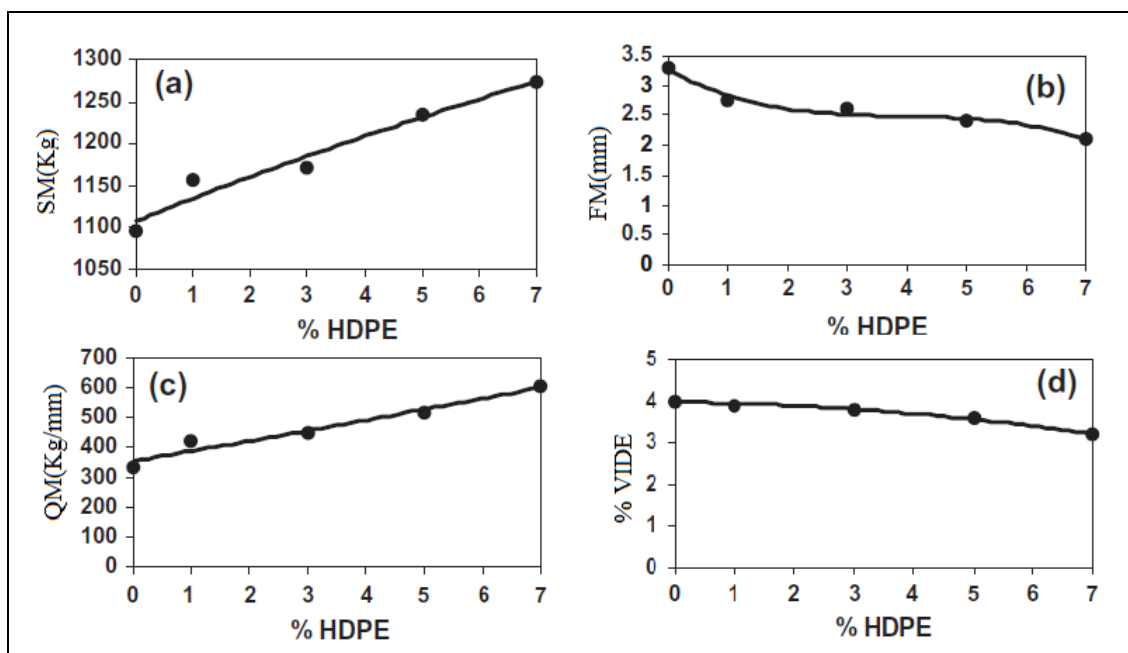 (a)
SM(Kg)
1300
1250
1200
1150
1100
1050
0 1 2 3 4 5 6 7
% HDPE
(b)
FM(mm)
3.5
3
2.5
2
1.5
1
0.5
0
0 1 2 3 4 5 6 7
% HDPE
(c)
QM(Kg/mm)
700
600
500
400
300
200
100
0
0 1 2 3 4 5 6 7
% HDPE
(d)
% VIDE
5
4
3
2
1
0
0 1 2 3 4 5 6 7
% HDPE